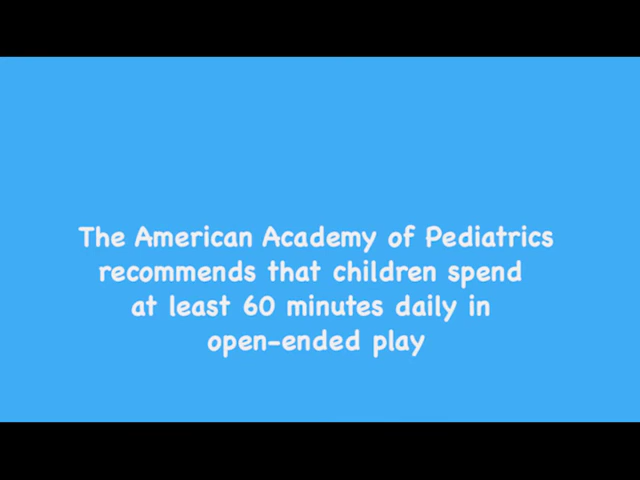 The American Academy of Pediatrics
recommends that children spend
at least 60 minutes daily in
open-ended play